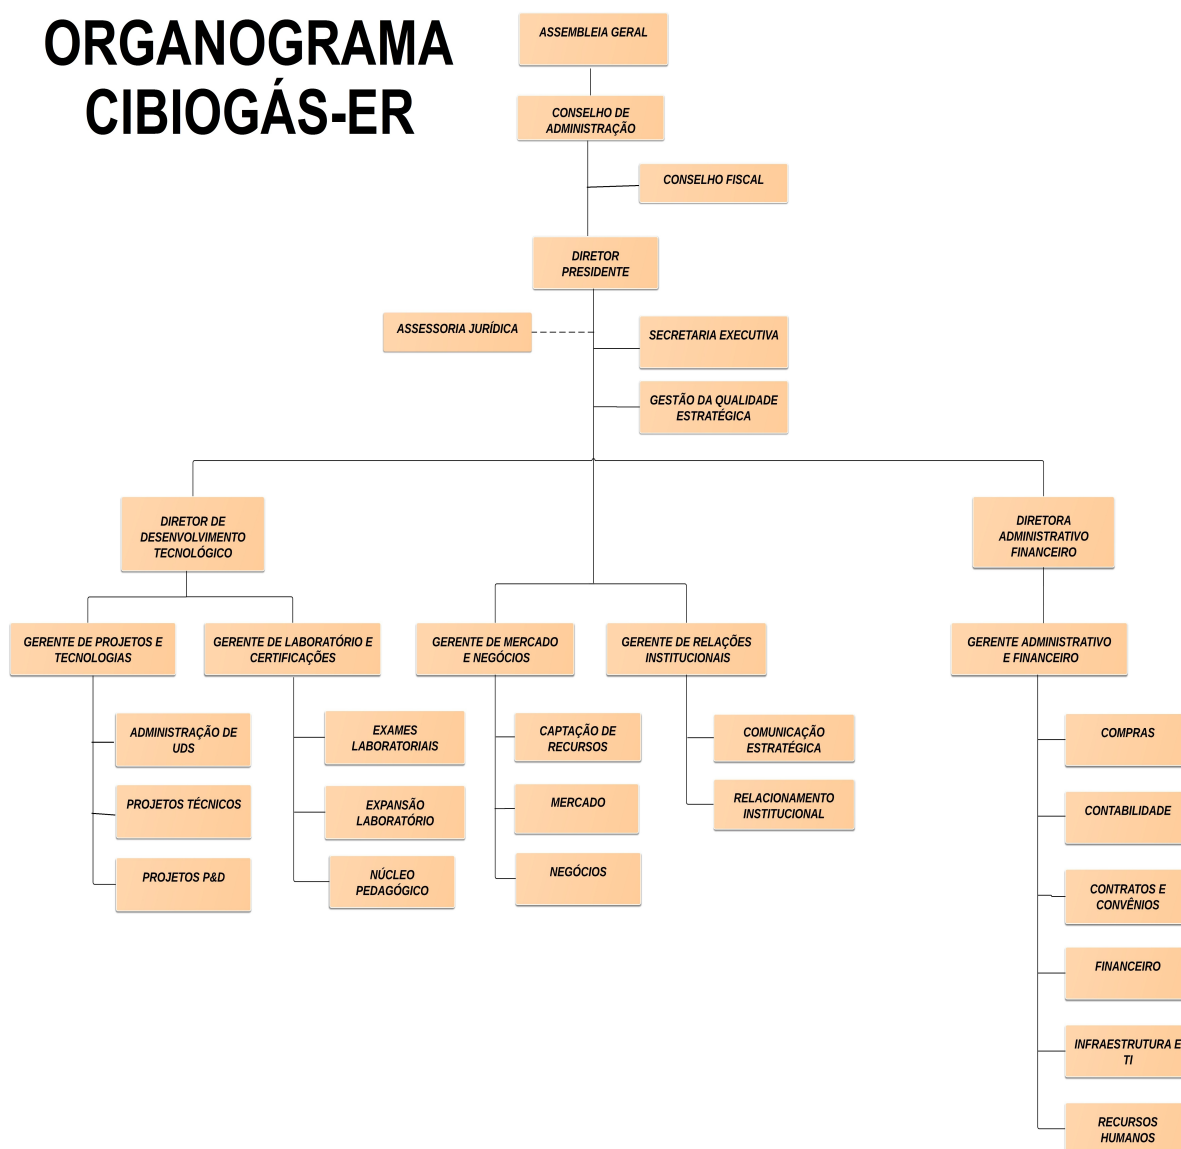 ORGANOGRAMA
CIBIOGÁS-ER
ASSEMBLEIA GERAL
CONSELHO DE
ADMINISTRAÇÃO
CONSELHO FISCAL
DIRETOR
PRESIDENTE
ASSESSORIA JURÍDICA
SECRETARIA EXECUTIVA
GESTÃO DA QUALIDADE
ESTRATÉGICA
DIRETOR DE
DESENVOLVIMENTO
TECNOLÓGICO
DIRETORA
ADMINISTRATIVO
FINANCEIRO
GERENTE DE PROJETOS E
TECNOLOGIAS
GERENTE DE LABORATÓRIO E
CERTIFICAÇÕES
GERENTE DE MERCADO
E NEGÓCIOS
GERENTE DE RELAÇÕES
INSTITUCIONAIS
GERENTE ADMINISTRATIVO
E FINANCEIRO
ADMINISTRAÇÃO DE
UDS
PROJETOS TÉCNICOS
PROJETOS P&D
EXAMES
LABORATORIAIS
EXPANSÃO
LABORATÓRIO
NÚCLEO
PEDAGÓGICO
CAPTAÇÃO DE
RECURSOS
MERCADO
NEGÓCIOS
COMUNICAÇÃO
ESTRATÉGICA
RELACIONAMENTO
INSTITUCIONAL
COMPRAS
CONTABILIDADE
CONTRATOS E
CONVÊNIOS
FINANCEIRO
INFRAESTRUTURA E
TI
RECURSOS
HUMANOS